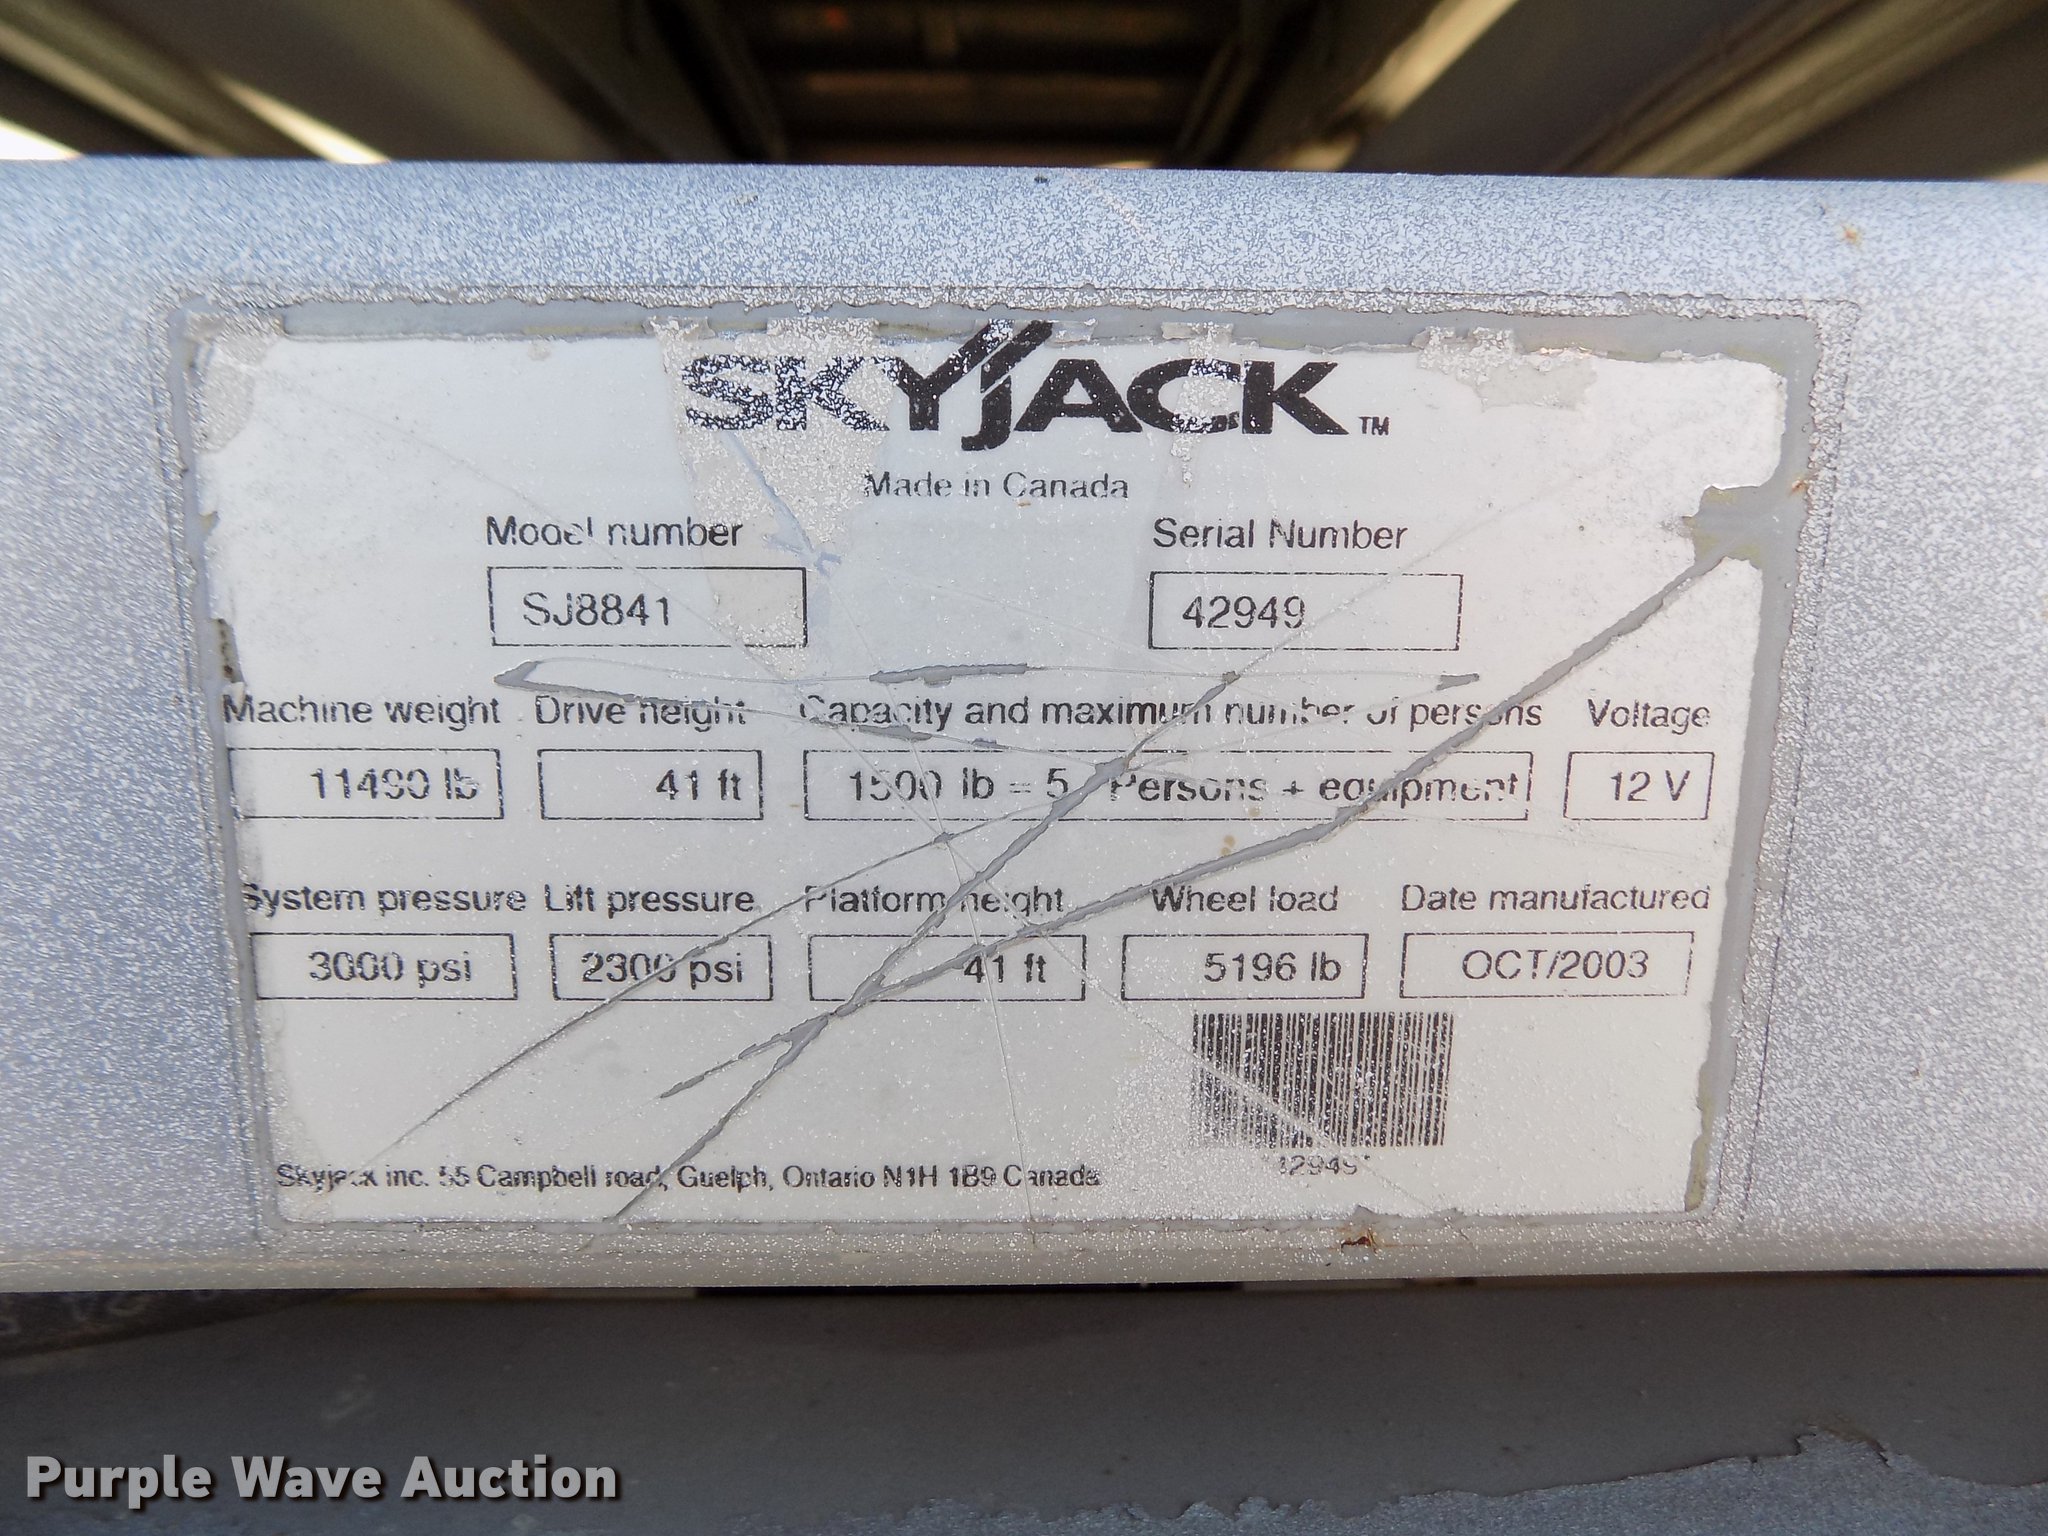 SKYJACK™
Made in Canada
Model number Serial Number
SJ8841 42949
Machine weight Drive height Capacity and maximum number of persons Voltage
11490 lb 41 ft 1500 lb = 5 Persons + equipment 12 V
System pressure Lift pressure Platform height Wheel load Date manufactured
3000 psi 2300 psi 41 ft 5196 lb OCT/2003
*42949*
Skyjack inc. 55 Campbell road, Guelph, Ontario N1H 1B9 Canada
Purple Wave Auction